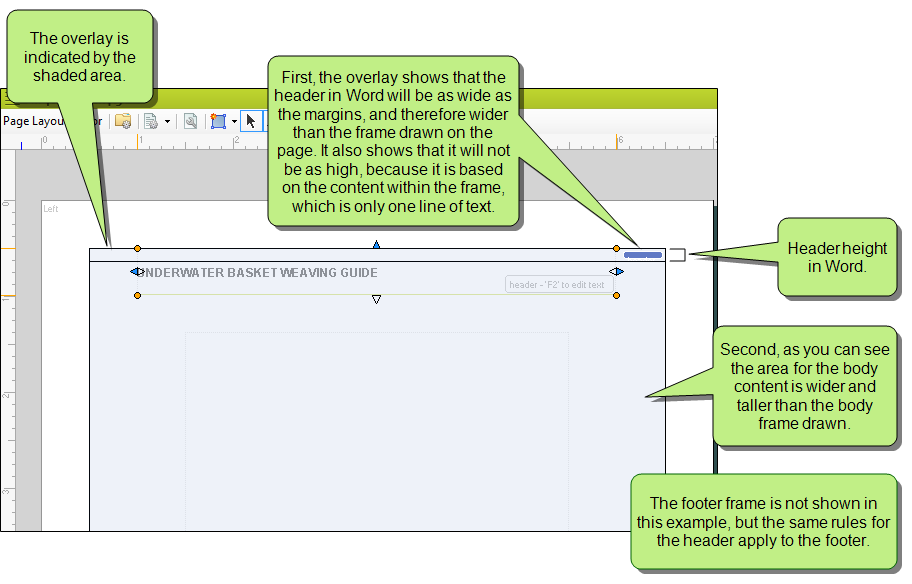 The overlay is
indicated by the
shaded area.
First, the overlay shows that the
header in Word will be as wide as
the margins, and therefore wider
than the frame drawn on the
page. It also shows that it will not
be as high, because it is based
on the content within the frame,
which is only one line of text.
Page Layou
or
0
1
2
6
Left
0
1
2
3
NDERWATER BASKET WEAVING GUIDE
header - 'F2' to edit text
Header height
in Word.
Second, as you can see
the area for the body
content is wider and
taller than the body
frame drawn.
The footer frame is not shown in
this example, but the same rules for
the header apply to the footer.